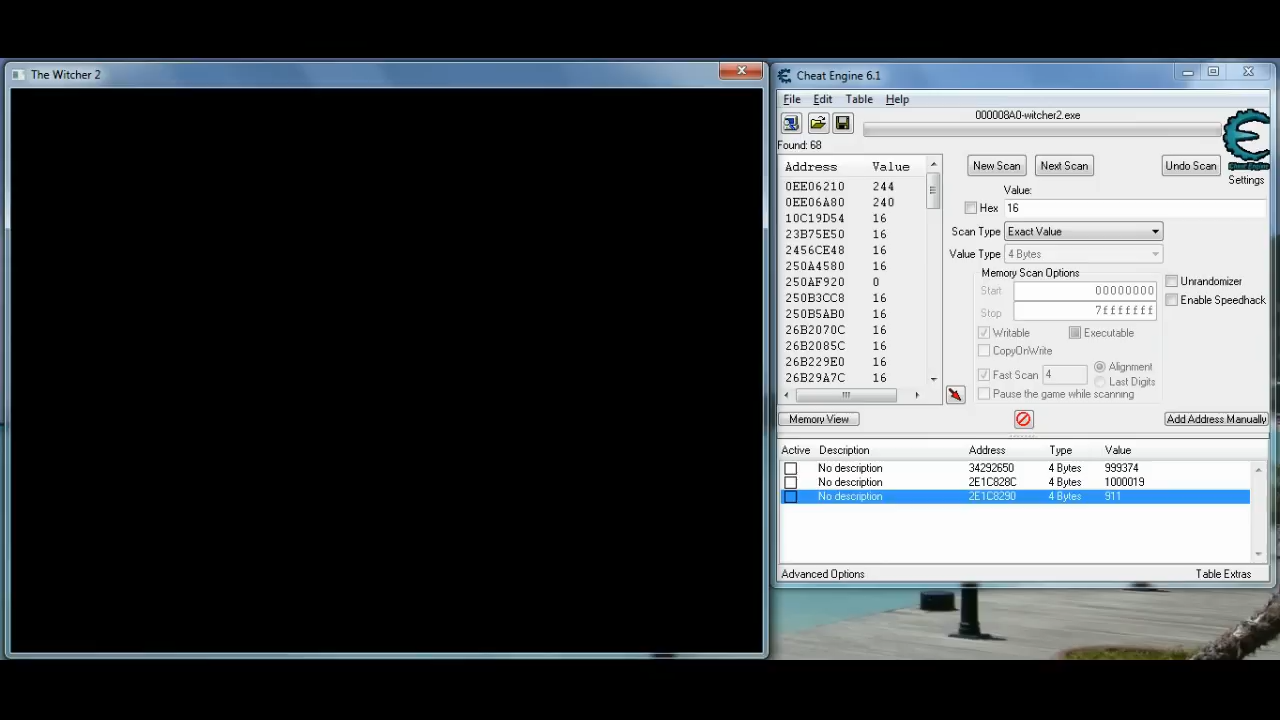 The Witcher 2
Cheat Engine 6.1
File Edit Table Help
000008A0-witcher2.exe
Found: 68
Address Value
0EE06210 244
0EE06A80 240
10C19D54 16
23B75E50 16
2456CE48 16
250A4580 16
250AF920 0
250B3CC8 16
250B5AB0 16
26B2070C 16
26B2085C 16
26B229E0 16
26B29A7C 16
New Scan Next Scan Undo Scan
Cheat Engine
Settings
Value:
Hex 16
Scan Type Exact Value
Value Type 4 Bytes
Memory Scan Options
Start 00000000
Stop 7fffffff
Writable Executable
CopyOnWrite
Fast Scan 4 Alignment
Last Digits
Pause the game while scanning
Unrandomizer
Enable Speedhack
Memory View Add Address Manually
Active Description Address Type Value
No description 34292650 4 Bytes 999374
No description 2E1C828C 4 Bytes 1000019
No description 2E1C8290 4 Bytes 911
Advanced Options Table Extras